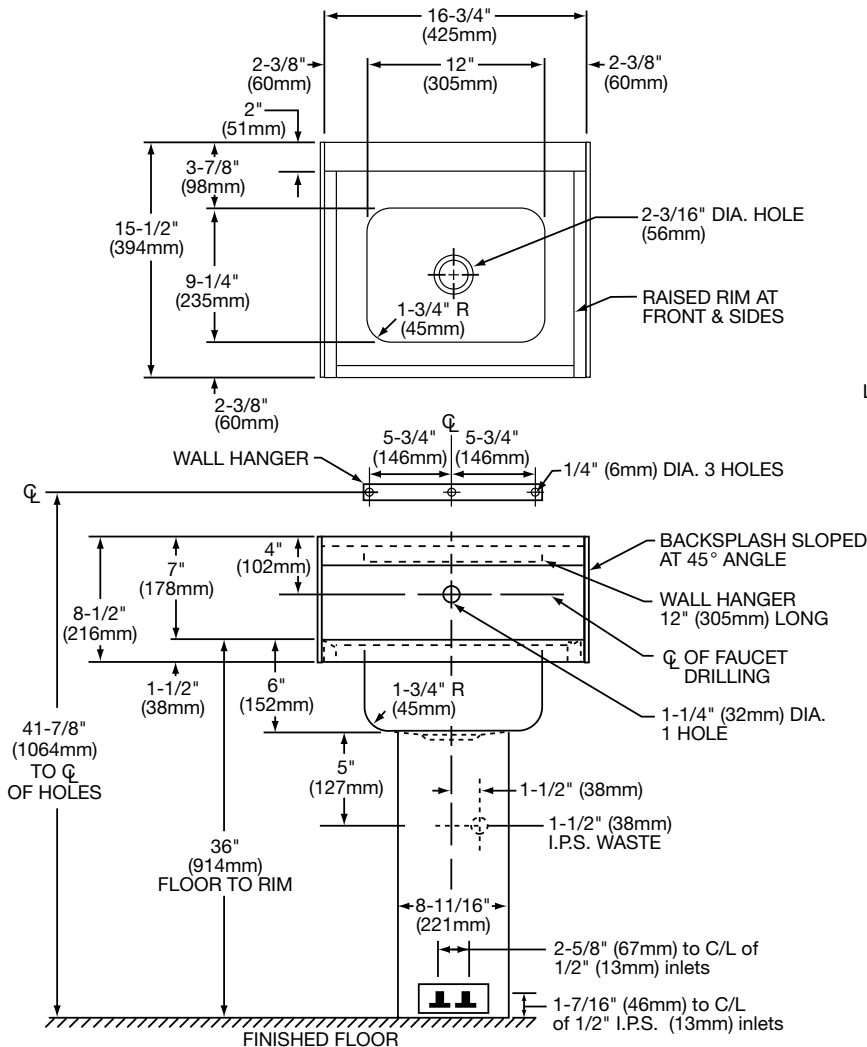 16-3/4"
(425mm)
2-3/8"
(60mm)
12"
(305mm)
2-3/8"
(60mm)
2"
(51mm)
3-7/8"
(98mm)
15-1/2"
(394mm)
2-3/16" DIA. HOLE
(56mm)
9-1/4"
(235mm)
1-3/4" R
(45mm)
RAISED RIM AT
FRONT & SIDES
2-3/8"
(60mm)
L
℄
5-3/4"
(146mm)
5-3/4"
(146mm)
WALL HANGER
1/4" (6mm) DIA. 3 HOLES
℄
4"
(102mm)
7"
(178mm)
8-1/2"
(216mm)
BACKSPLASH SLOPED
AT 45° ANGLE
WALL HANGER
12" (305mm) LONG
℄ OF FAUCET
DRILLING
1-1/2"
(38mm)
6"
(152mm)
1-3/4" R
(45mm)
1-1/4" (32mm) DIA.
1 HOLE
41-7/8"
(1064mm)
TO ℄
OF HOLES
5"
(127mm)
1-1/2" (38mm)
1-1/2" (38mm)
I.P.S. WASTE
36"
(914mm)
FLOOR TO RIM
8-11/16"
(221mm)
2-5/8" (67mm) to C/L of
1/2" (13mm) inlets
1-7/16" (46mm) to C/L
of 1/2" I.P.S. (13mm) inlets
FINISHED FLOOR